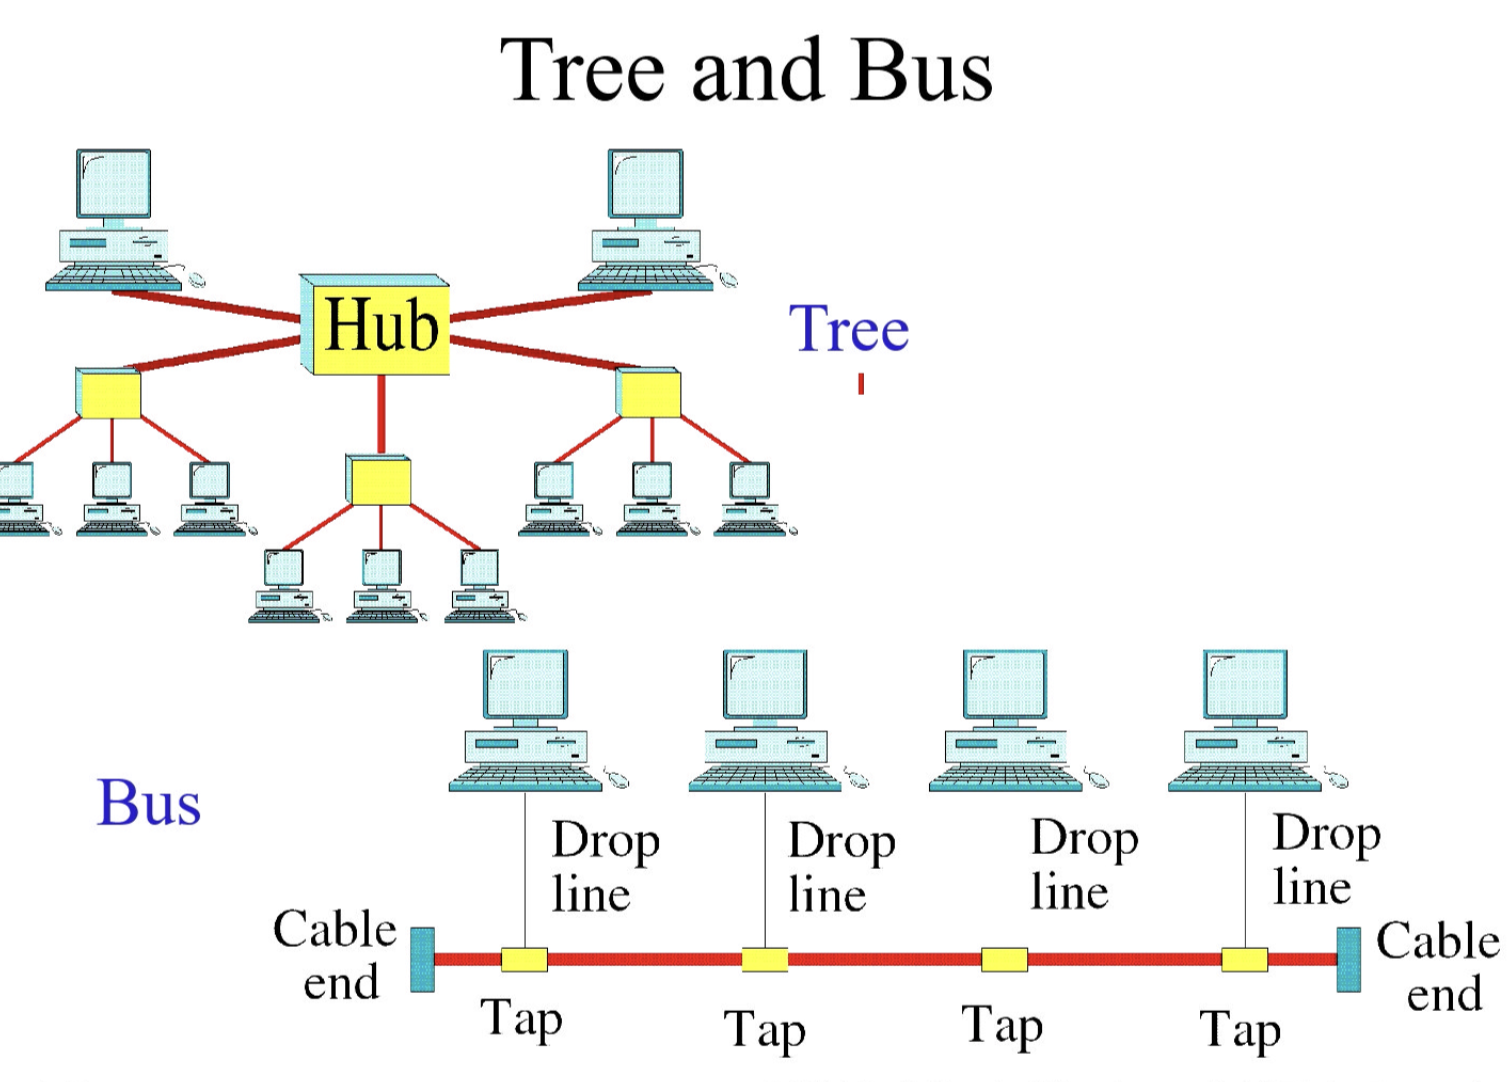 Tree and Bus
Hub
Tree
Bus
Drop
line
Drop
line
Drop
line
Drop
line
Cable
end
Cable
end
Tap
Tap
Tap
Tap